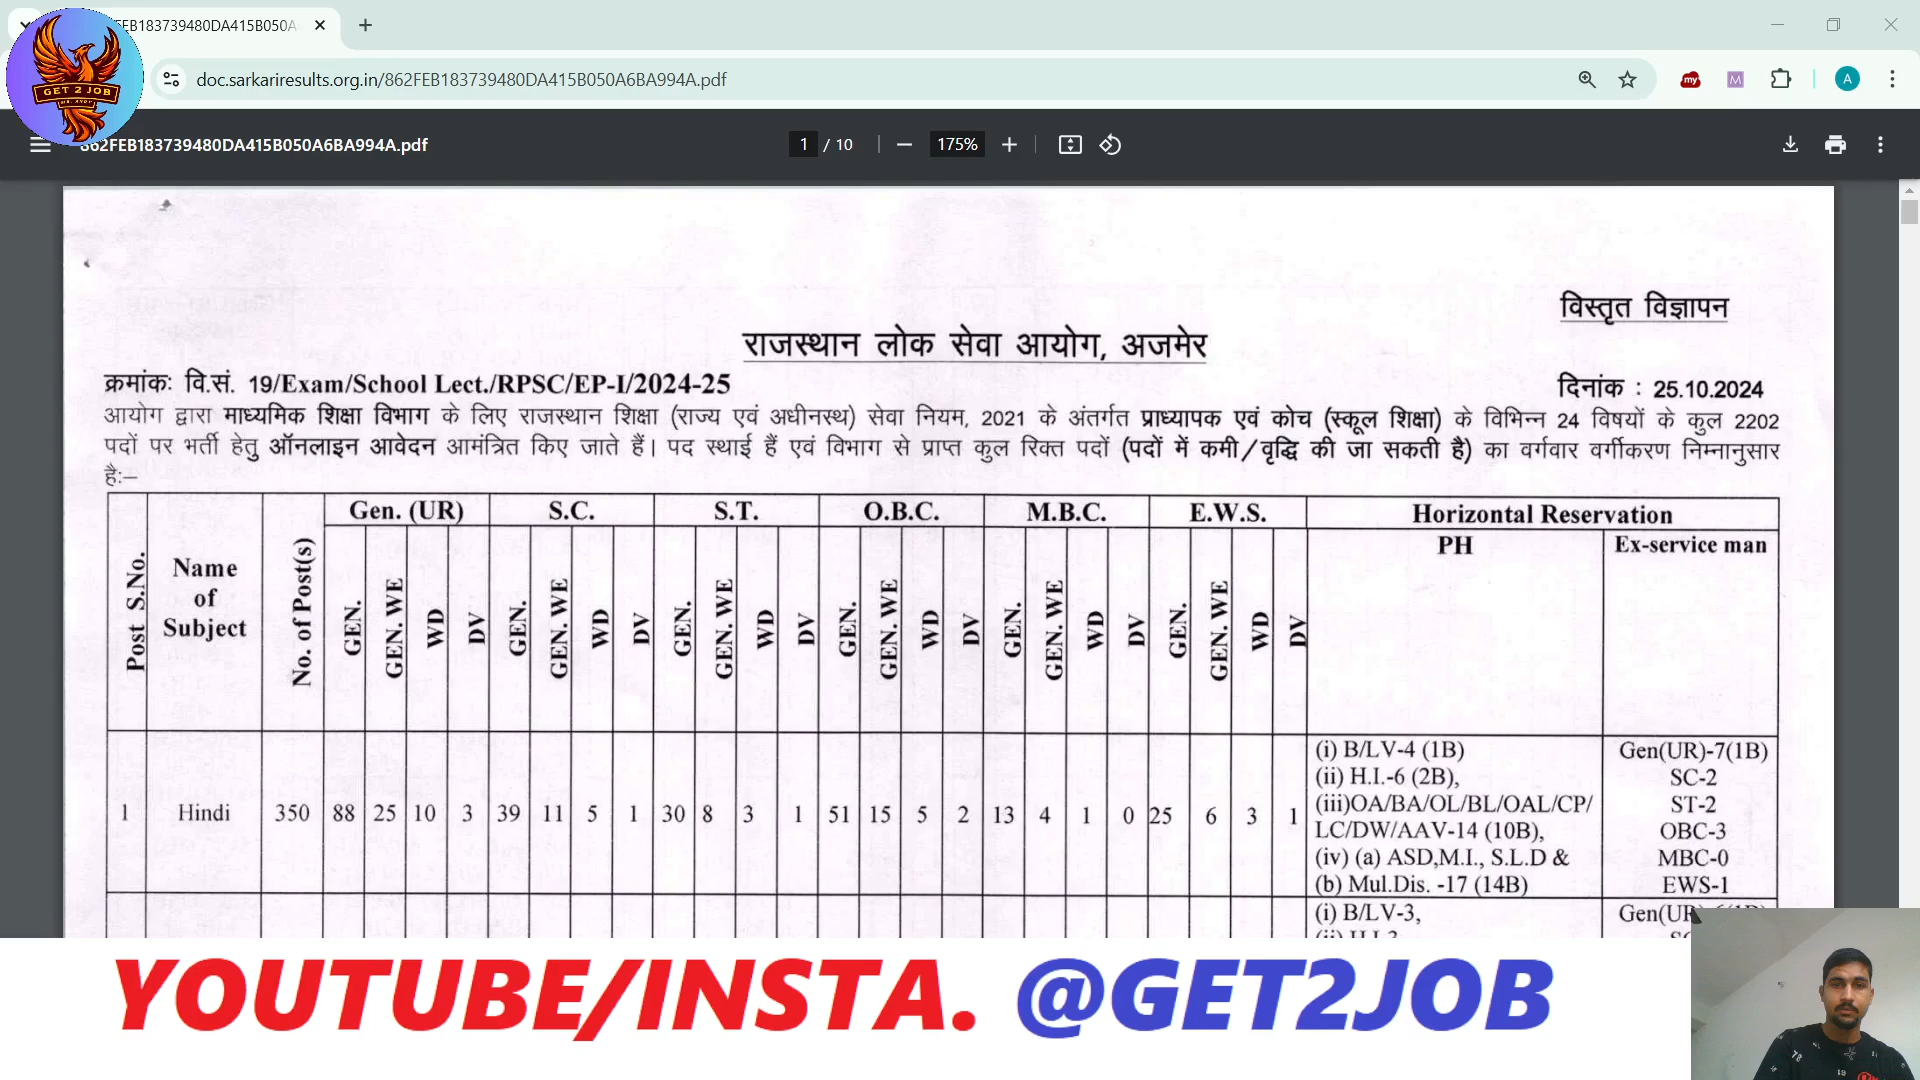 FEB183739480DA415B050A
doc.sarkariresults.org.in/862FEB183739480DA415B050A6BA994A.pdf
my
M
A
GET 2 JOB
862FEB183739480DA415B050A6BA994A.pdf
1 / 10
175%
विस्तृत विज्ञापन
राजस्थान लोक सेवा आयोग, अजमेर
क्रमांकः वि.सं. 19/Exam/School Lect./RPSC/EP-I/2024-25
दिनांक : 25.10.2024
आयोग द्वारा माध्यमिक शिक्षा विभाग के लिए राजस्थान शिक्षा (राज्य एवं अधीनस्थ) सेवा नियम, 2021 के अंतर्गत प्राध्यापक एवं कोच (स्कूल शिक्षा) के विभिन्न 24 विषयों के कुल 2202
पदों पर भर्ती हेतु ऑनलाइन आवेदन आमंत्रित किए जाते हैं। पद स्थाई हैं एवं विभाग से प्राप्त कुल रिक्त पदों (पदों में कमी/वृद्धि की जा सकती है) का वर्गवार वर्गीकरण निम्नानुसार
है:–
Post S.No.
Name of Subject
No. of Post(s)
Gen. (UR)
S.C.
S.T.
O.B.C.
M.B.C.
E.W.S.
Horizontal Reservation
PH
Ex-service man
GEN. GEN. WE WD DV GEN. GEN. WE WD DV GEN. GEN. WE WD DV GEN. GEN. WE WD DV GEN. GEN. WE WD DV GEN. GEN. WE WD DV
1 Hindi 350 88 25 10 3 39 11 5 1 30 8 3 1 51 15 5 2 13 4 1 0 25 6 3 1
(i) B/LV-4 (1B)
(ii) H.I.-6 (2B),
(iii)OA/BA/OL/BL/OAL/CP/
LC/DW/AAV-14 (10B),
(iv) (a) ASD,M.I., S.L.D &
(b) Mul.Dis. -17 (14B)
Gen(UR)-7(1B)
SC-2
ST-2
OBC-3
MBC-0
EWS-1
(i) B/LV-3,
YOUTUBE/INSTA. @GET2JOB